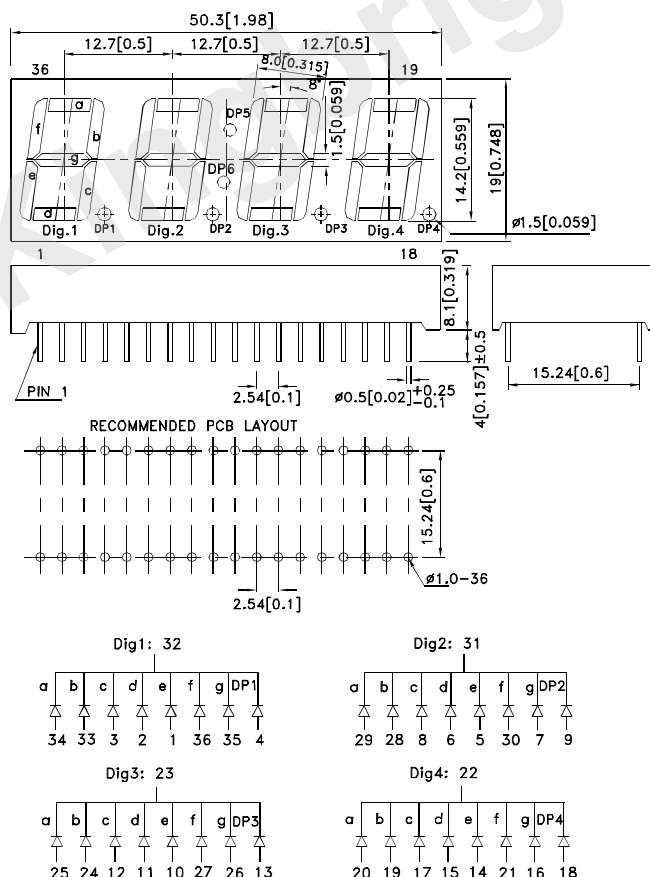 50.3[1.98]
12.7[0.5] 12.7[0.5] 12.7[0.5]
8.0[0.315]
36 8° 19
a DP5
f b 1.5[0.059]
g 14.2[0.559] 19[0.748]
e c DP6
d
Dig.1 DP1 Dig.2 DP2 Dig.3 DP3 Dig.4 DP4 ø1.5[0.059]
1 18
8.1[0.319]
PIN 1 2.54[0.1] ø0.5[0.02]+0.25 -0.1 4[0.157]±0.5 15.24[0.6]
RECOMMENDED PCB LAYOUT
15.24[0.6]
ø1.0-36
2.54[0.1]
Dig1: 32 Dig2: 31
a b c d e f g DP1 a b c d e f g DP2
34 33 3 2 1 36 35 4 29 28 8 6 5 30 7 9
Dig3: 23 Dig4: 22
a b c d e f g DP3 a b c d e f g DP4
25 24 12 11 10 27 26 13 20 19 17 15 14 21 16 18